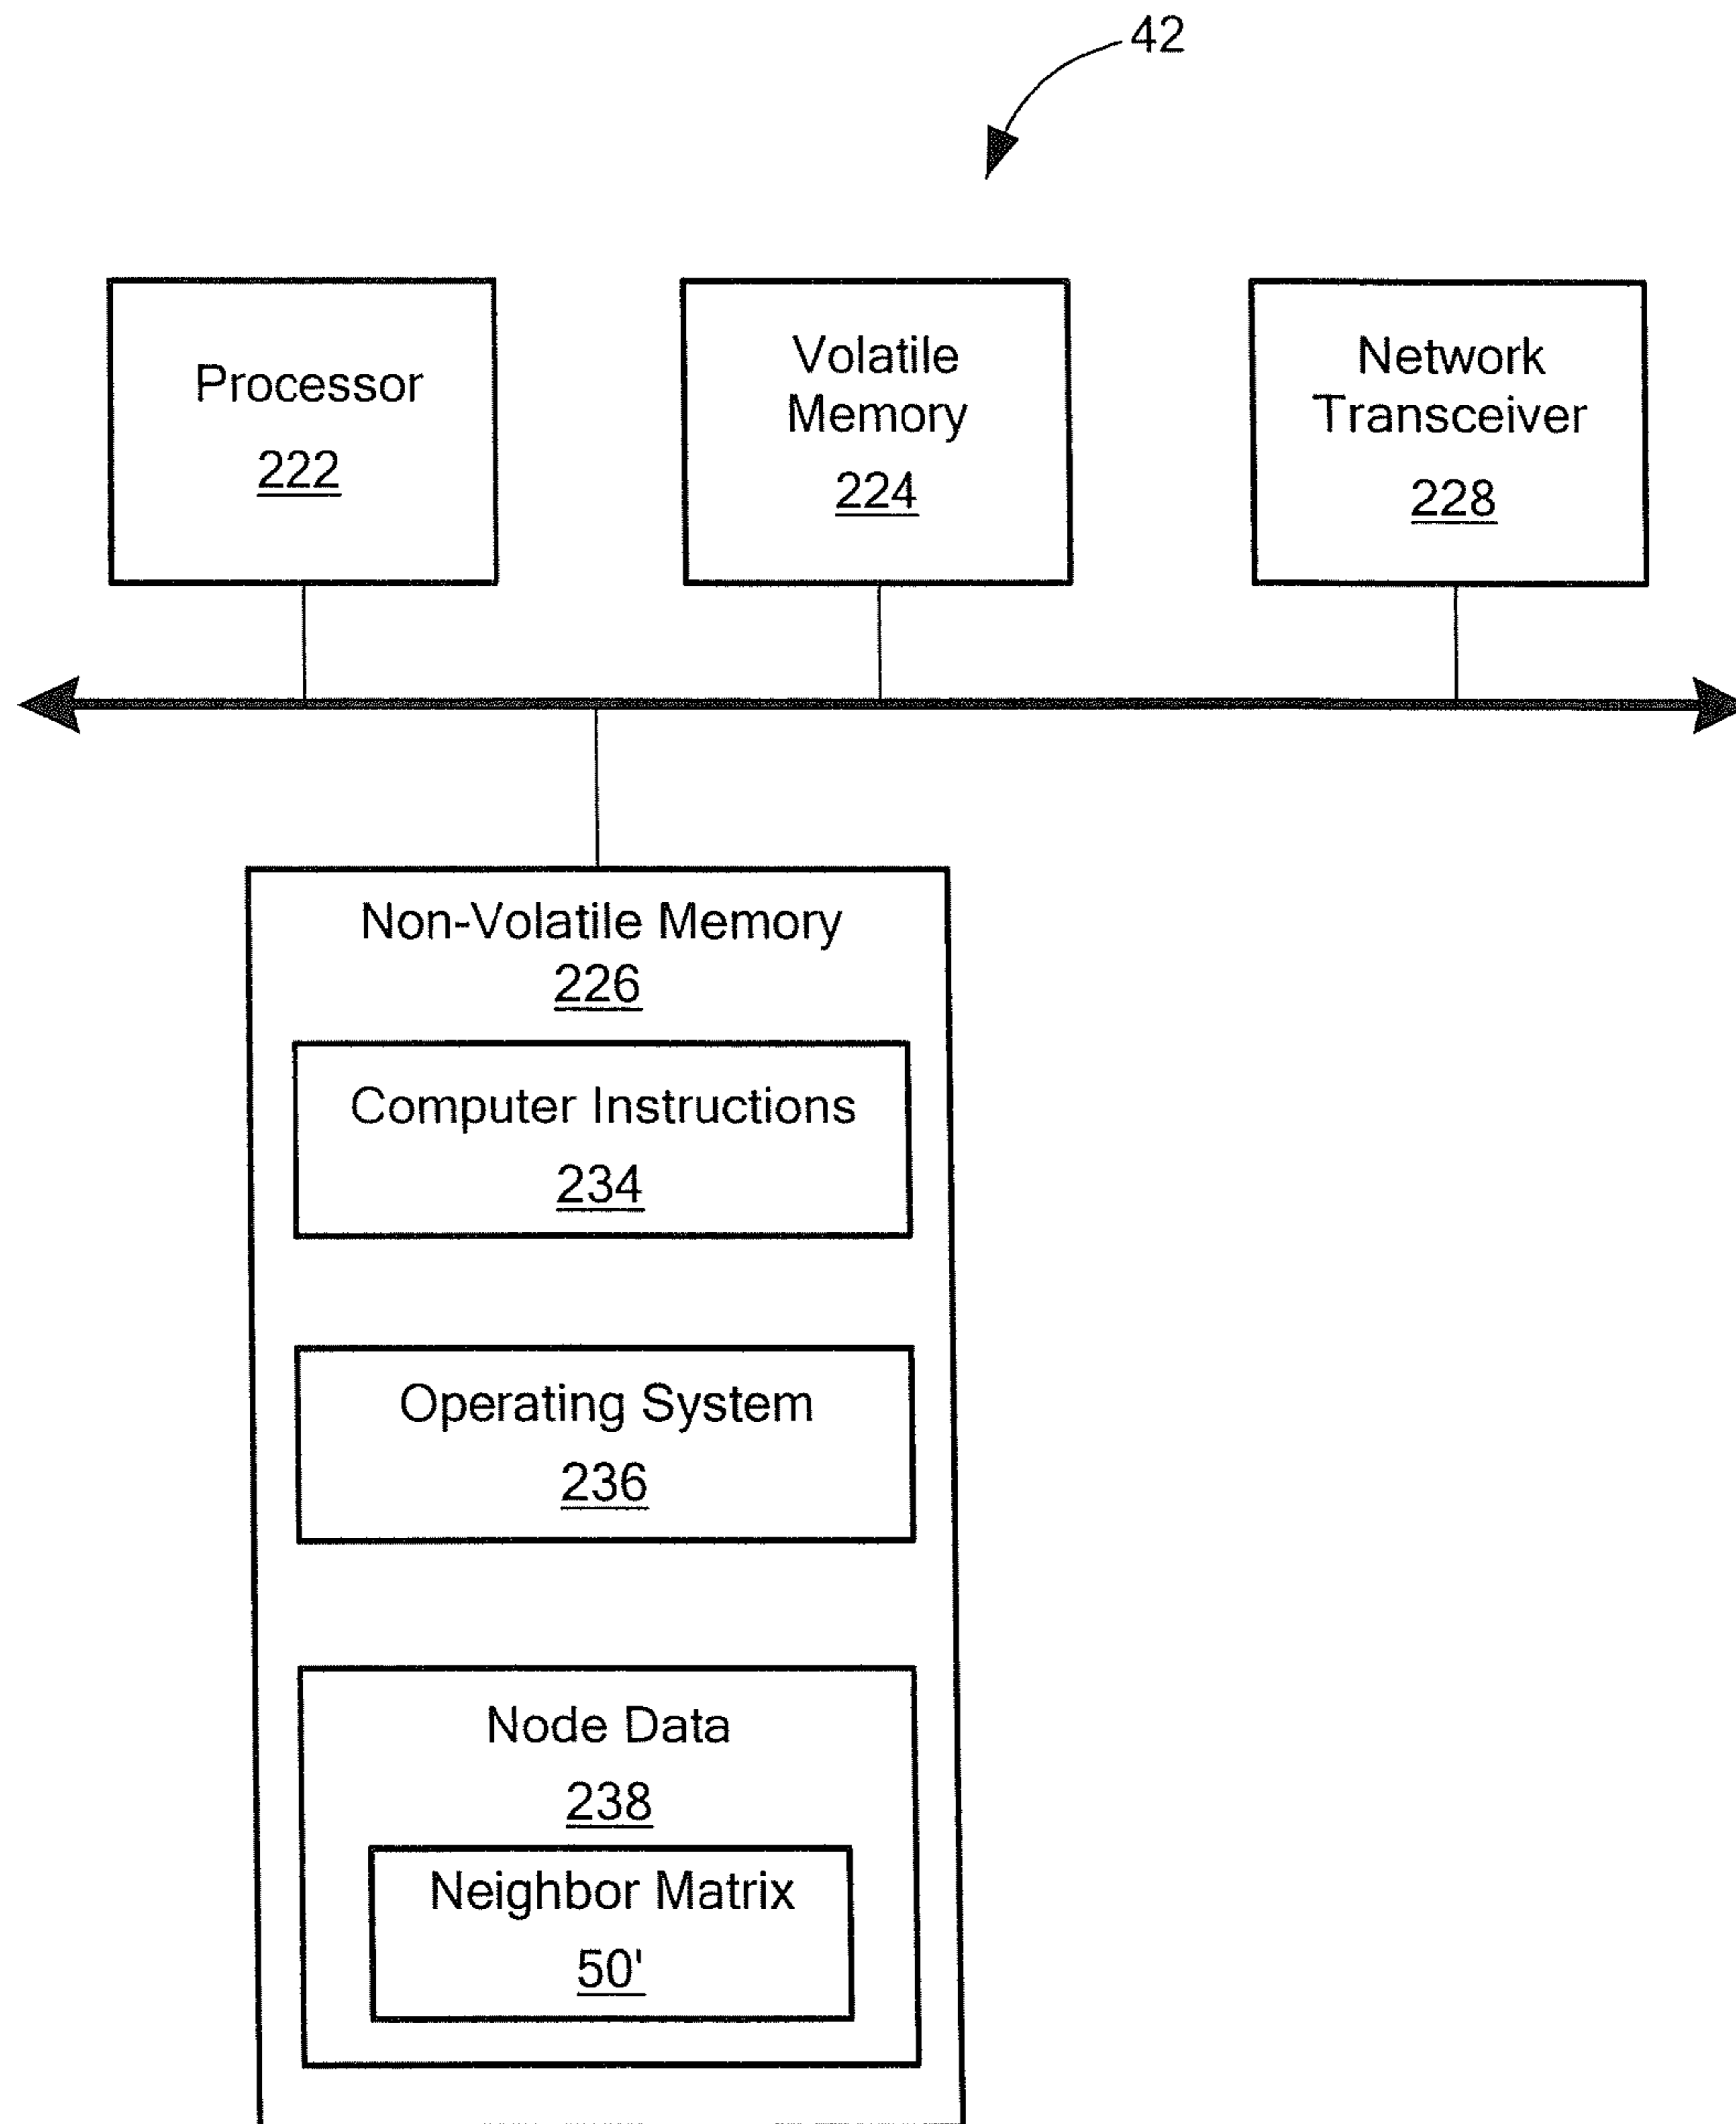 42
Processor
222
Volatile
Memory
224
Network
Transceiver
228
Non-Volatile Memory
226
Computer Instructions
234
Operating System
236
Node Data
238
Neighbor Matrix
50'